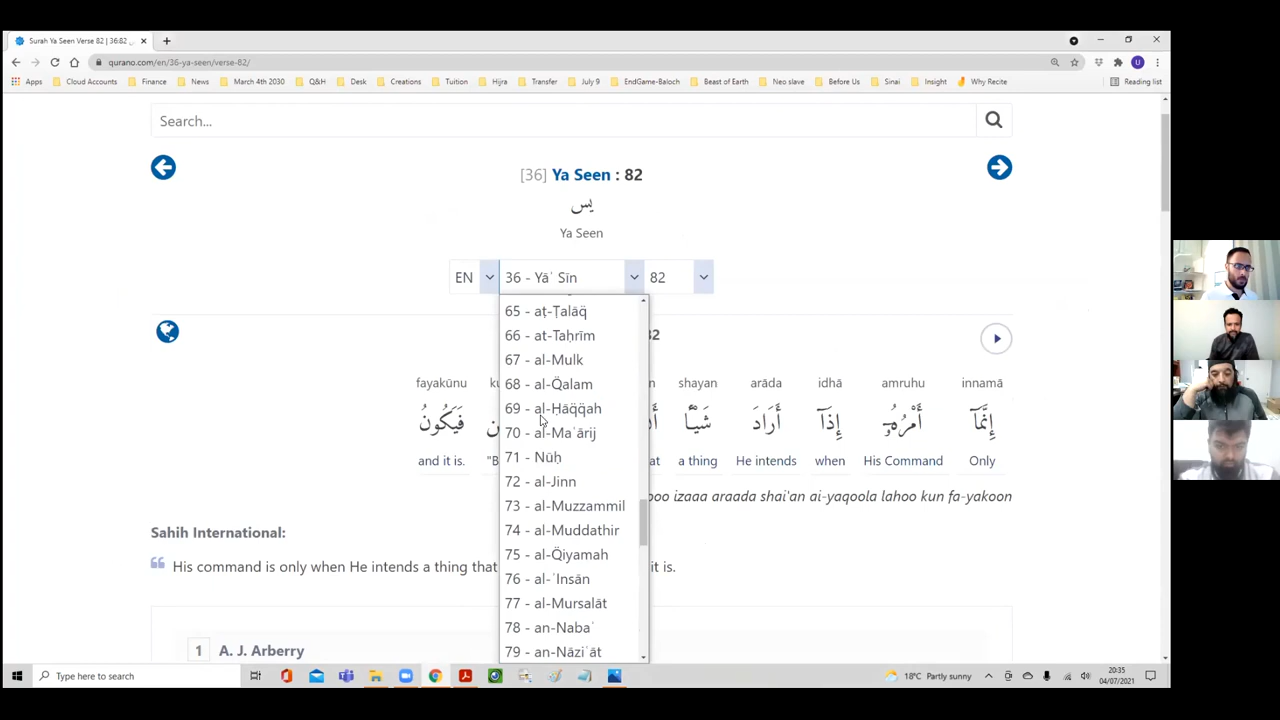 Surah Ya Seen Verse 82 | 36:82
qurano.com/en/36-ya-seen/verse-82/
Apps Cloud Accounts Finance News March 4th 2030 Q&H Desk Creations Tuition Hijra Transfer July 9 EndGame-Baloch Beast of Earth Neo slave Before Us Sinai Insight Why Recite Reading list
Search...
[36] Ya Seen : 82
يس
Ya Seen
EN 36 - Yāʾ Sīn 82
65 - aṭ-Ṭalāq̈
66 - at-Taḥrīm
67 - al-Mulk
68 - al-Q̈alam
69 - al-Ḥāq̈q̈ah
70 - al-Maʿārij
71 - Nūḥ
72 - al-Jinn
73 - al-Muzzammil
74 - al-Muddathir
75 - al-Q̈iyamah
76 - al-ʾInsān
77 - al-Mursalāt
78 - an-Nabaʾ
79 - an-Nāziʿāt
fayakūnu shayan arāda idhā amruhu innamā
إِنَّمَآ أَمْرُهُۥٓ إِذَآ أَرَادَ شَيْـًٔا فَيَكُونُ
and it is. "B a thing He intends when His Command Only
izaaa araada shai'an ai-yaqoola lahoo kun fa-yakoon
Sahih International:
His command is only when He intends a thing that it is.
1 A. J. Arberry
Type here to search
18°C Partly sunny
20:35
04/07/2021